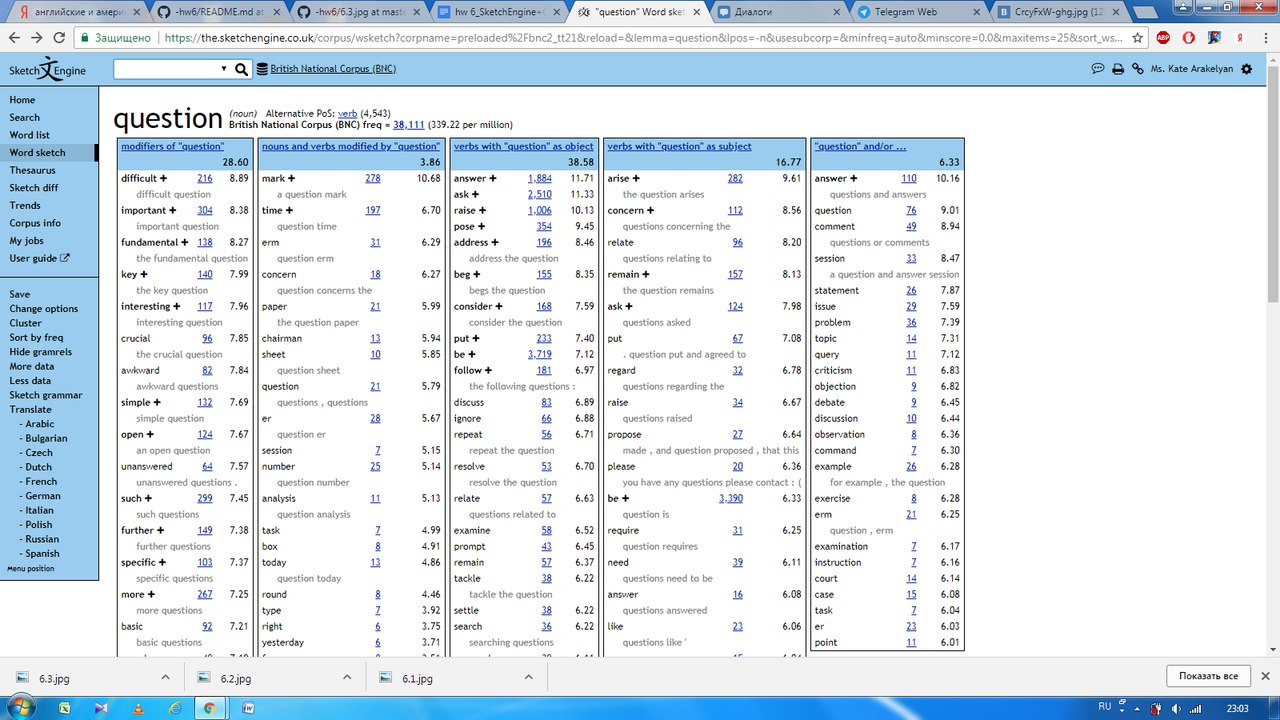 английские и америк
-hw6/README.md at
-hw6/6.3.jpg at maste
hw 6_SketchEngine+
"question" Word sket
Диалоги
Telegram Web
CrcyFxW-ghg.jpg (12
Защищено https://the.sketchengine.co.uk/corpus/wsketch?corpname=preloaded%2Fbnc2_tt21&reload=&lemma=question&lpos=-n&usesubcorp=&minfreq=auto&minscore=0.0&maxitems=25&sort_ws
Sketch Engine British National Corpus (BNC) Ms. Kate Arakelyan
Home
Search
Word list
Word sketch
Thesaurus
Sketch diff
Trends
Corpus info
My jobs
User guide
Save
Change options
Cluster
Sort by freq
Hide gramrels
More data
Less data
Sketch grammar
Translate
- Arabic
- Bulgarian
- Czech
- Dutch
- French
- German
- Italian
- Polish
- Russian
- Spanish
Menu position
question (noun) Alternative PoS: verb (4,543)
British National Corpus (BNC) freq = 38,111 (339.22 per million)
modifiers of "question"
28.60
difficult + 216 8.89
difficult question
important + 304 8.38
important question
fundamental + 138 8.27
the fundamental question
key + 140 7.99
the key question
interesting + 117 7.96
interesting question
crucial 96 7.85
the crucial question
awkward 82 7.84
awkward questions
simple + 132 7.69
simple question
open + 124 7.67
an open question
unanswered 64 7.57
unanswered questions .
such + 299 7.45
such questions
further + 149 7.38
further questions
specific + 103 7.37
specific questions
more + 267 7.25
more questions
basic 92 7.21
basic questions
nouns and verbs modified by "question"
3.86
mark + 278 10.68
a question mark
time + 197 6.70
question time
erm 31 6.29
question erm
concern 18 6.27
question concerns the
paper 21 5.99
the question paper
chairman 13 5.94
sheet 10 5.85
question sheet
question 21 5.79
questions , questions
er 28 5.67
question er
session 7 5.15
number 25 5.14
question number
analysis 11 5.13
question analysis
task 7 4.99
box 8 4.91
today 13 4.86
question today
round 8 4.46
type 7 3.92
right 6 3.75
yesterday 6 3.71
verbs with "question" as object
38.58
answer + 1,884 11.71
ask + 2,510 11.33
raise + 1,006 10.13
pose + 354 9.45
address + 196 8.46
address the question
beg + 155 8.35
begs the question
consider + 168 7.59
consider the question
put + 233 7.40
be + 3,719 7.12
follow + 181 6.97
the following questions :
discuss 83 6.89
ignore 66 6.88
repeat 56 6.71
repeat the question
resolve 53 6.70
resolve the question
relate 57 6.63
questions related to
examine 58 6.52
prompt 43 6.45
remain 57 6.37
tackle 38 6.22
tackle the question
settle 38 6.22
search 36 6.22
searching questions
verbs with "question" as subject
16.77
arise + 282 9.61
the question arises
concern + 112 8.56
questions concerning the
relate 96 8.20
questions relating to
remain + 157 8.13
the question remains
ask + 124 7.98
questions asked
put 67 7.08
. question put and agreed to
regard 32 6.78
questions regarding the
raise 34 6.67
questions raised
propose 27 6.64
made , and question proposed , that this
please 20 6.36
you have any questions please contact : (
be + 3,390 6.33
question is
require 31 6.25
question requires
need 39 6.11
questions need to be
answer 16 6.08
questions answered
like 23 6.06
questions like '
"question" and/or ...
6.33
answer + 110 10.16
questions and answers
question 76 9.01
comment 49 8.94
questions or comments
session 33 8.47
a question and answer session
statement 26 7.87
issue 29 7.59
problem 36 7.39
topic 14 7.31
query 11 7.12
criticism 11 6.83
objection 9 6.82
debate 9 6.45
discussion 10 6.44
observation 8 6.36
command 7 6.30
example 26 6.28
for example , the question
exercise 8 6.28
erm 21 6.25
question , erm
examination 7 6.17
instruction 7 6.16
court 14 6.14
case 15 6.08
task 7 6.04
er 23 6.03
point 11 6.01
6.3.jpg
6.2.jpg
6.1.jpg
Показать все
RU 23:03